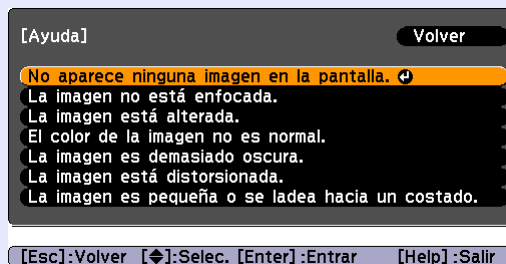 [Ayuda] Volver
No aparece ninguna imagen en la pantalla.
La imagen no está enfocada.
La imagen está alterada.
El color de la imagen no es normal.
La imagen es demasiado oscura.
La imagen está distorsionada.
La imagen es pequeña o se ladea hacia un costado.
[Esc]:Volver [◆]:Selec. [Enter]:Entrar [Help]:Salir